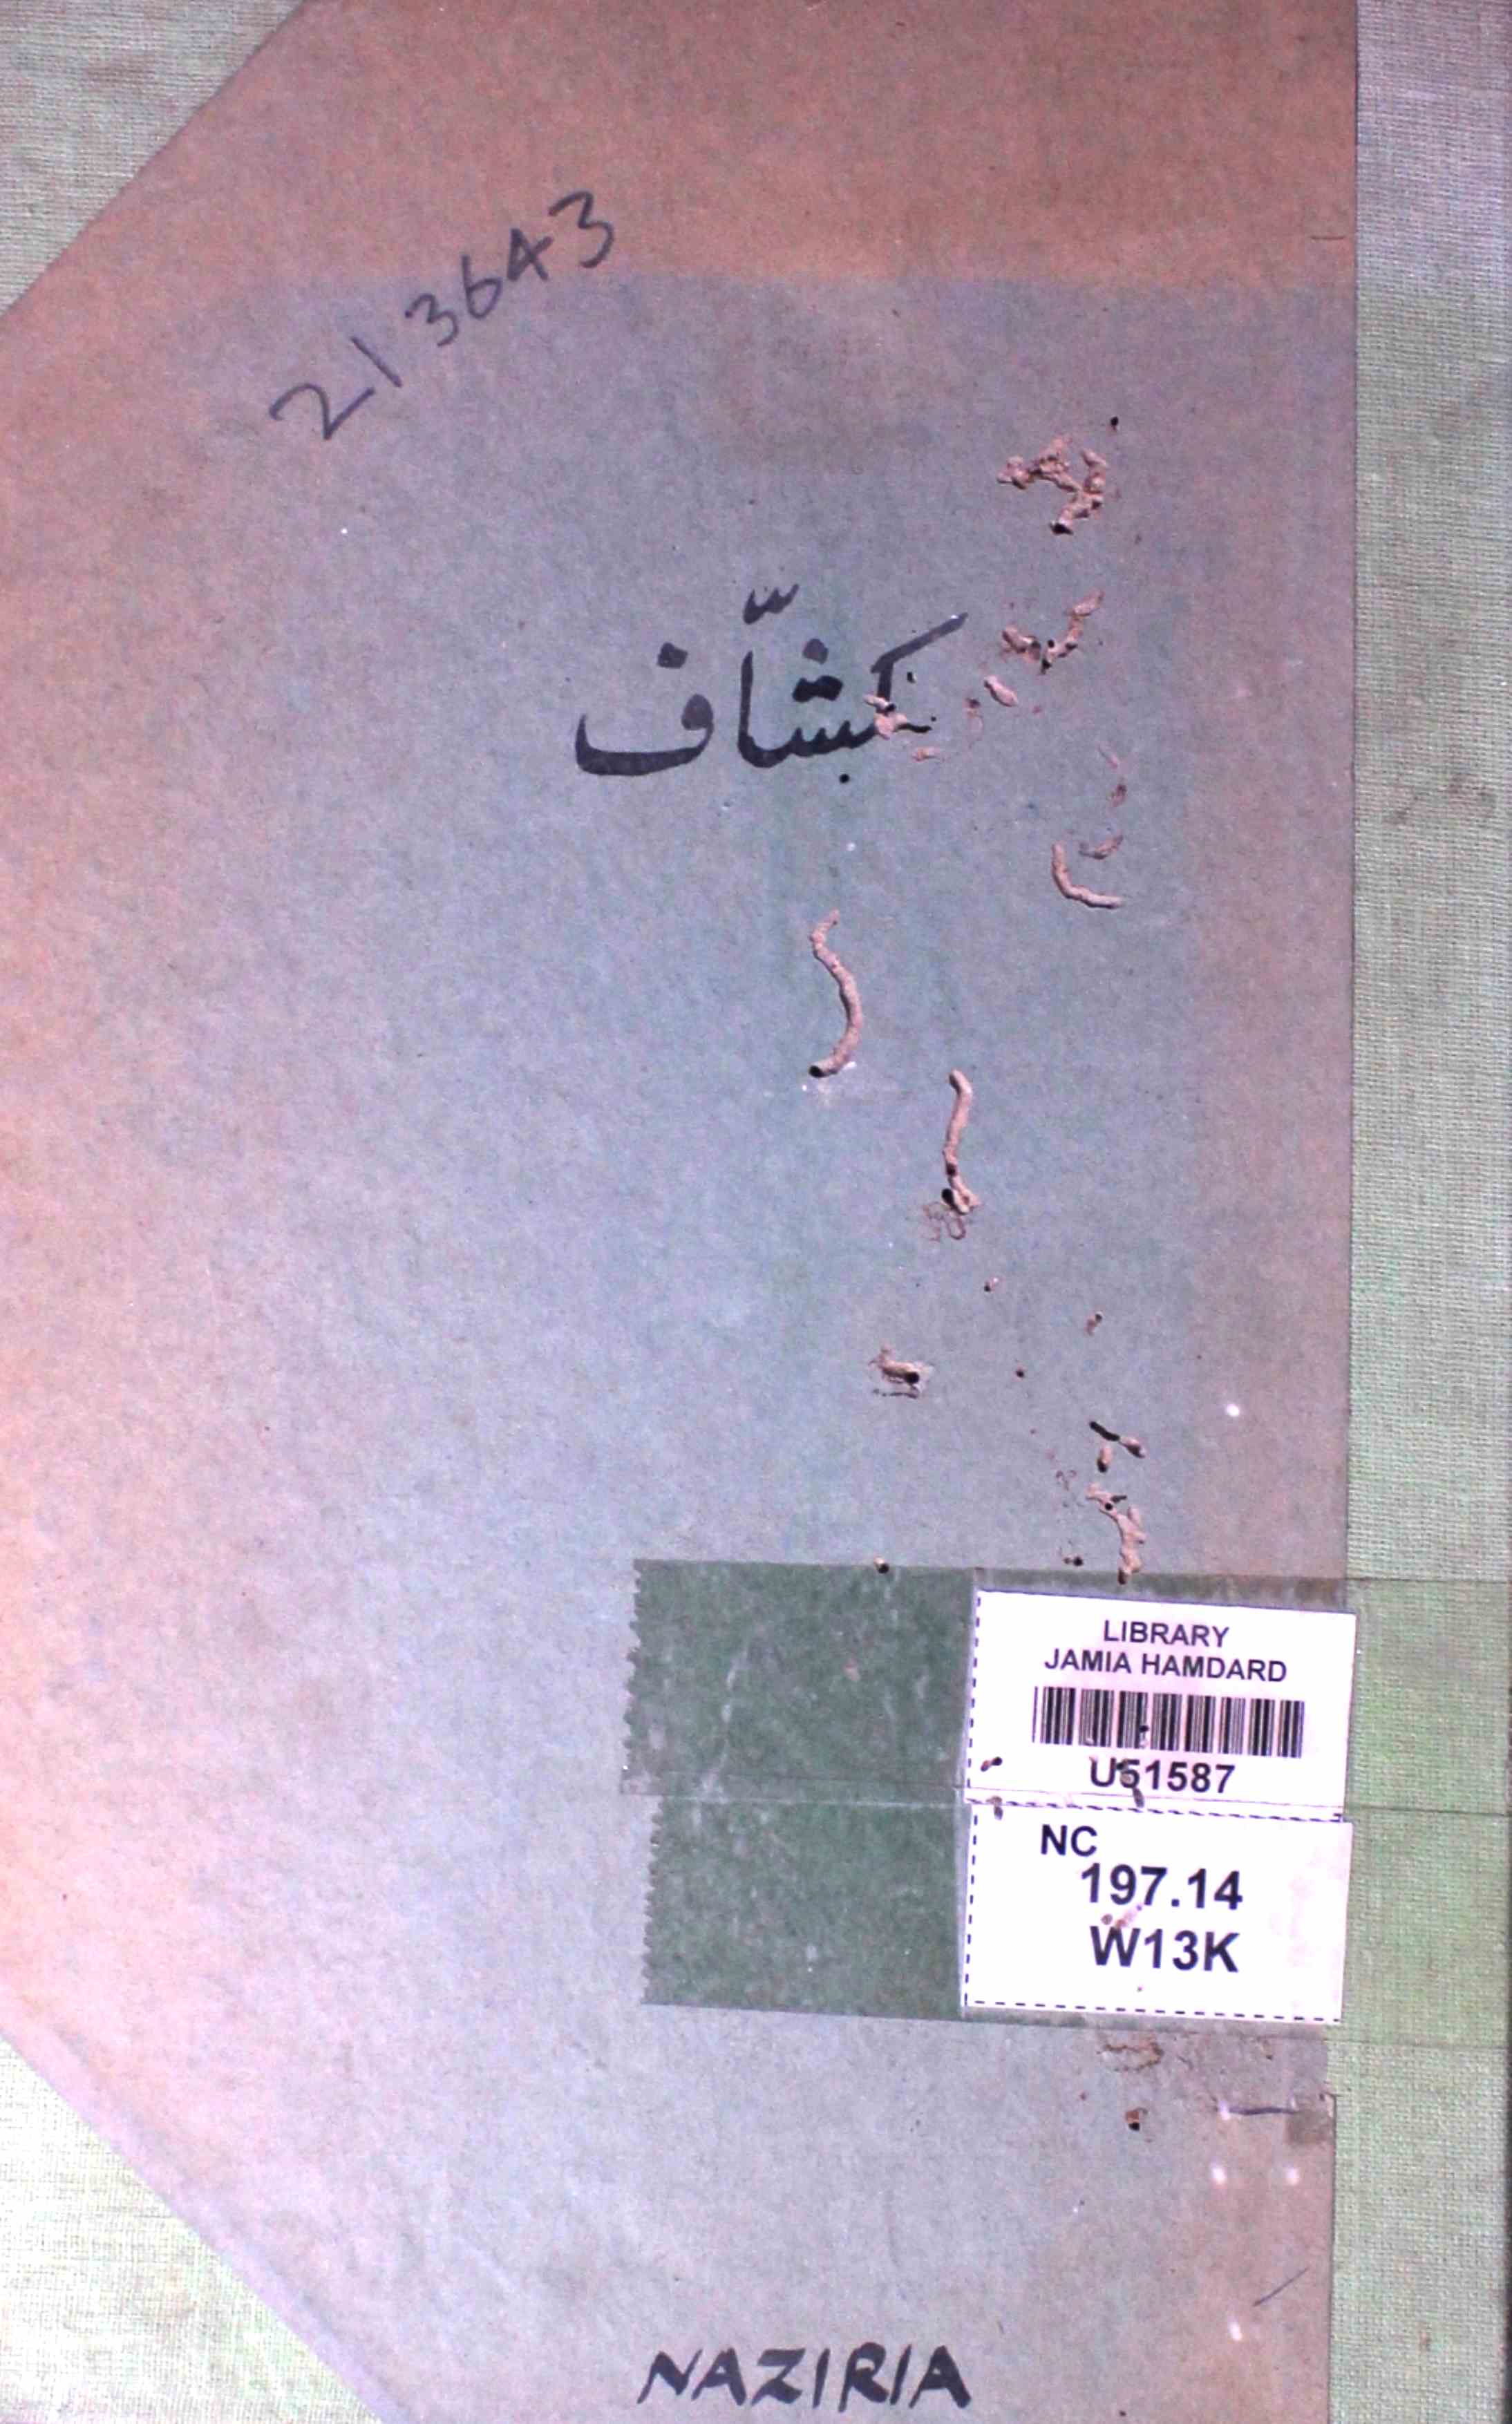 213643
کشّاف
LIBRARY
JAMIA HAMDARD
U51587
NC
197.14
W13K
NAZIRIA